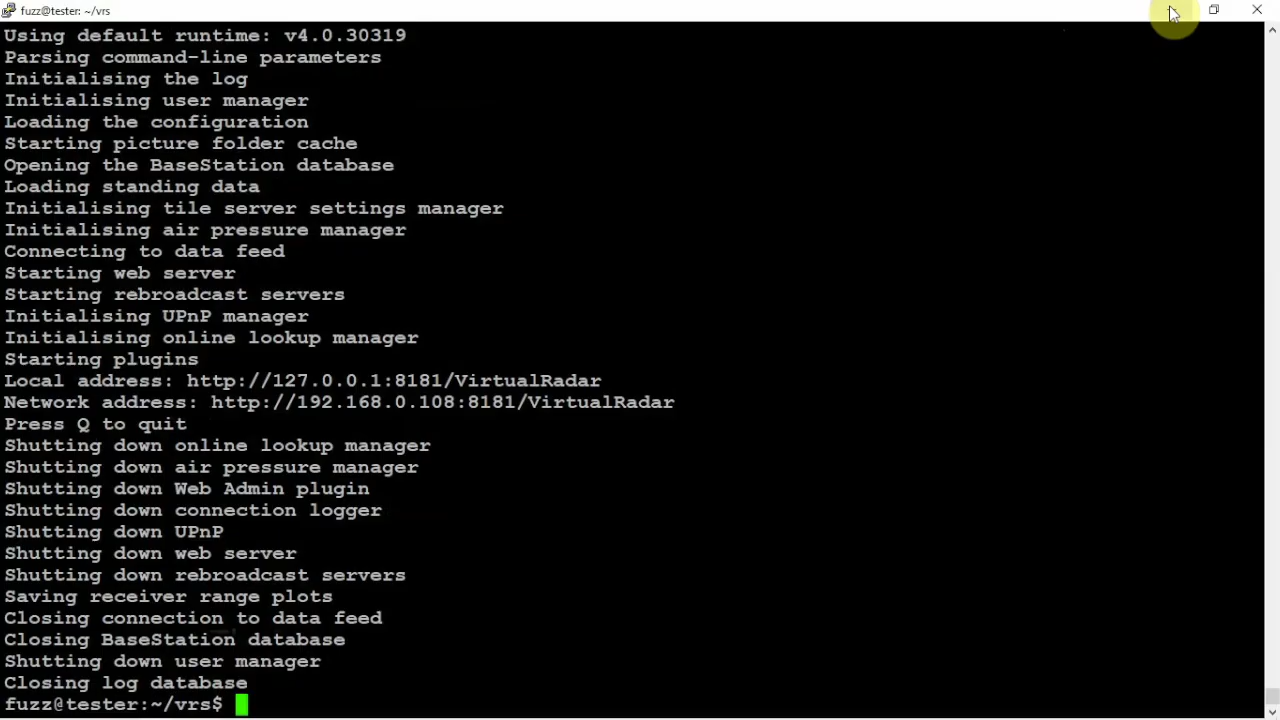 fuzz@tester: ~/vrs
Using default runtime: v4.0.30319
Parsing command-line parameters
Initialising the log
Initialising user manager
Loading the configuration
Starting picture folder cache
Opening the BaseStation database
Loading standing data
Initialising tile server settings manager
Initialising air pressure manager
Connecting to data feed
Starting web server
Starting rebroadcast servers
Initialising UPnP manager
Initialising online lookup manager
Starting plugins
Local address: http://127.0.0.1:8181/VirtualRadar
Network address: http://192.168.0.108:8181/VirtualRadar
Press Q to quit
Shutting down online lookup manager
Shutting down air pressure manager
Shutting down Web Admin plugin
Shutting down connection logger
Shutting down UPnP
Shutting down web server
Shutting down rebroadcast servers
Saving receiver range plots
Closing connection to data feed
Closing BaseStation database
Shutting down user manager
Closing log database
fuzz@tester:~/vrs$